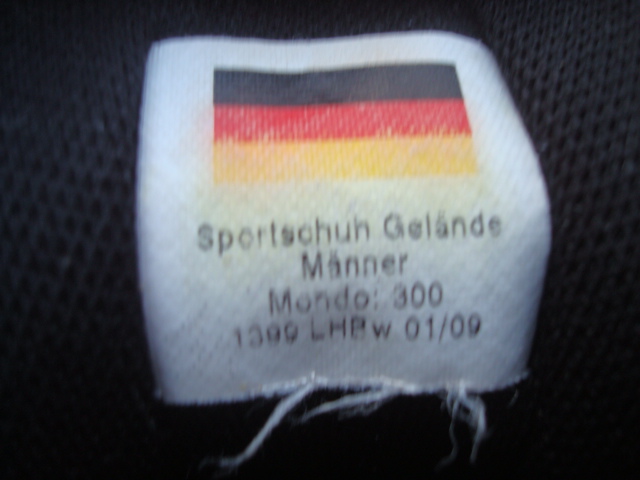 Sportschuh Gelände
Männer
Mondo: 300
1399 LHBw 01/09